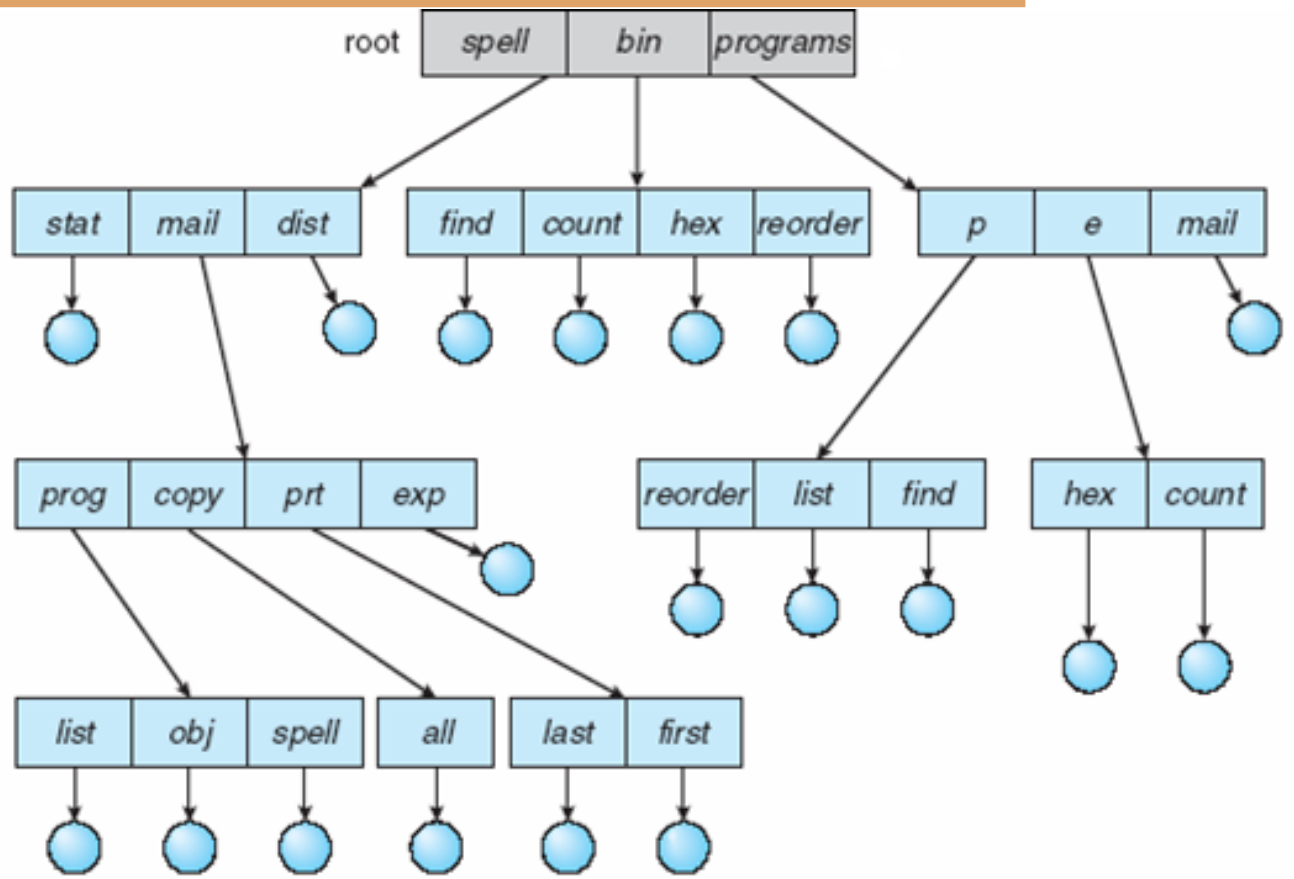 root spell bin programs
stat mail dist find count hex reorder p e mail
prog copy prt exp reorder list find hex count
list obj spell all last first